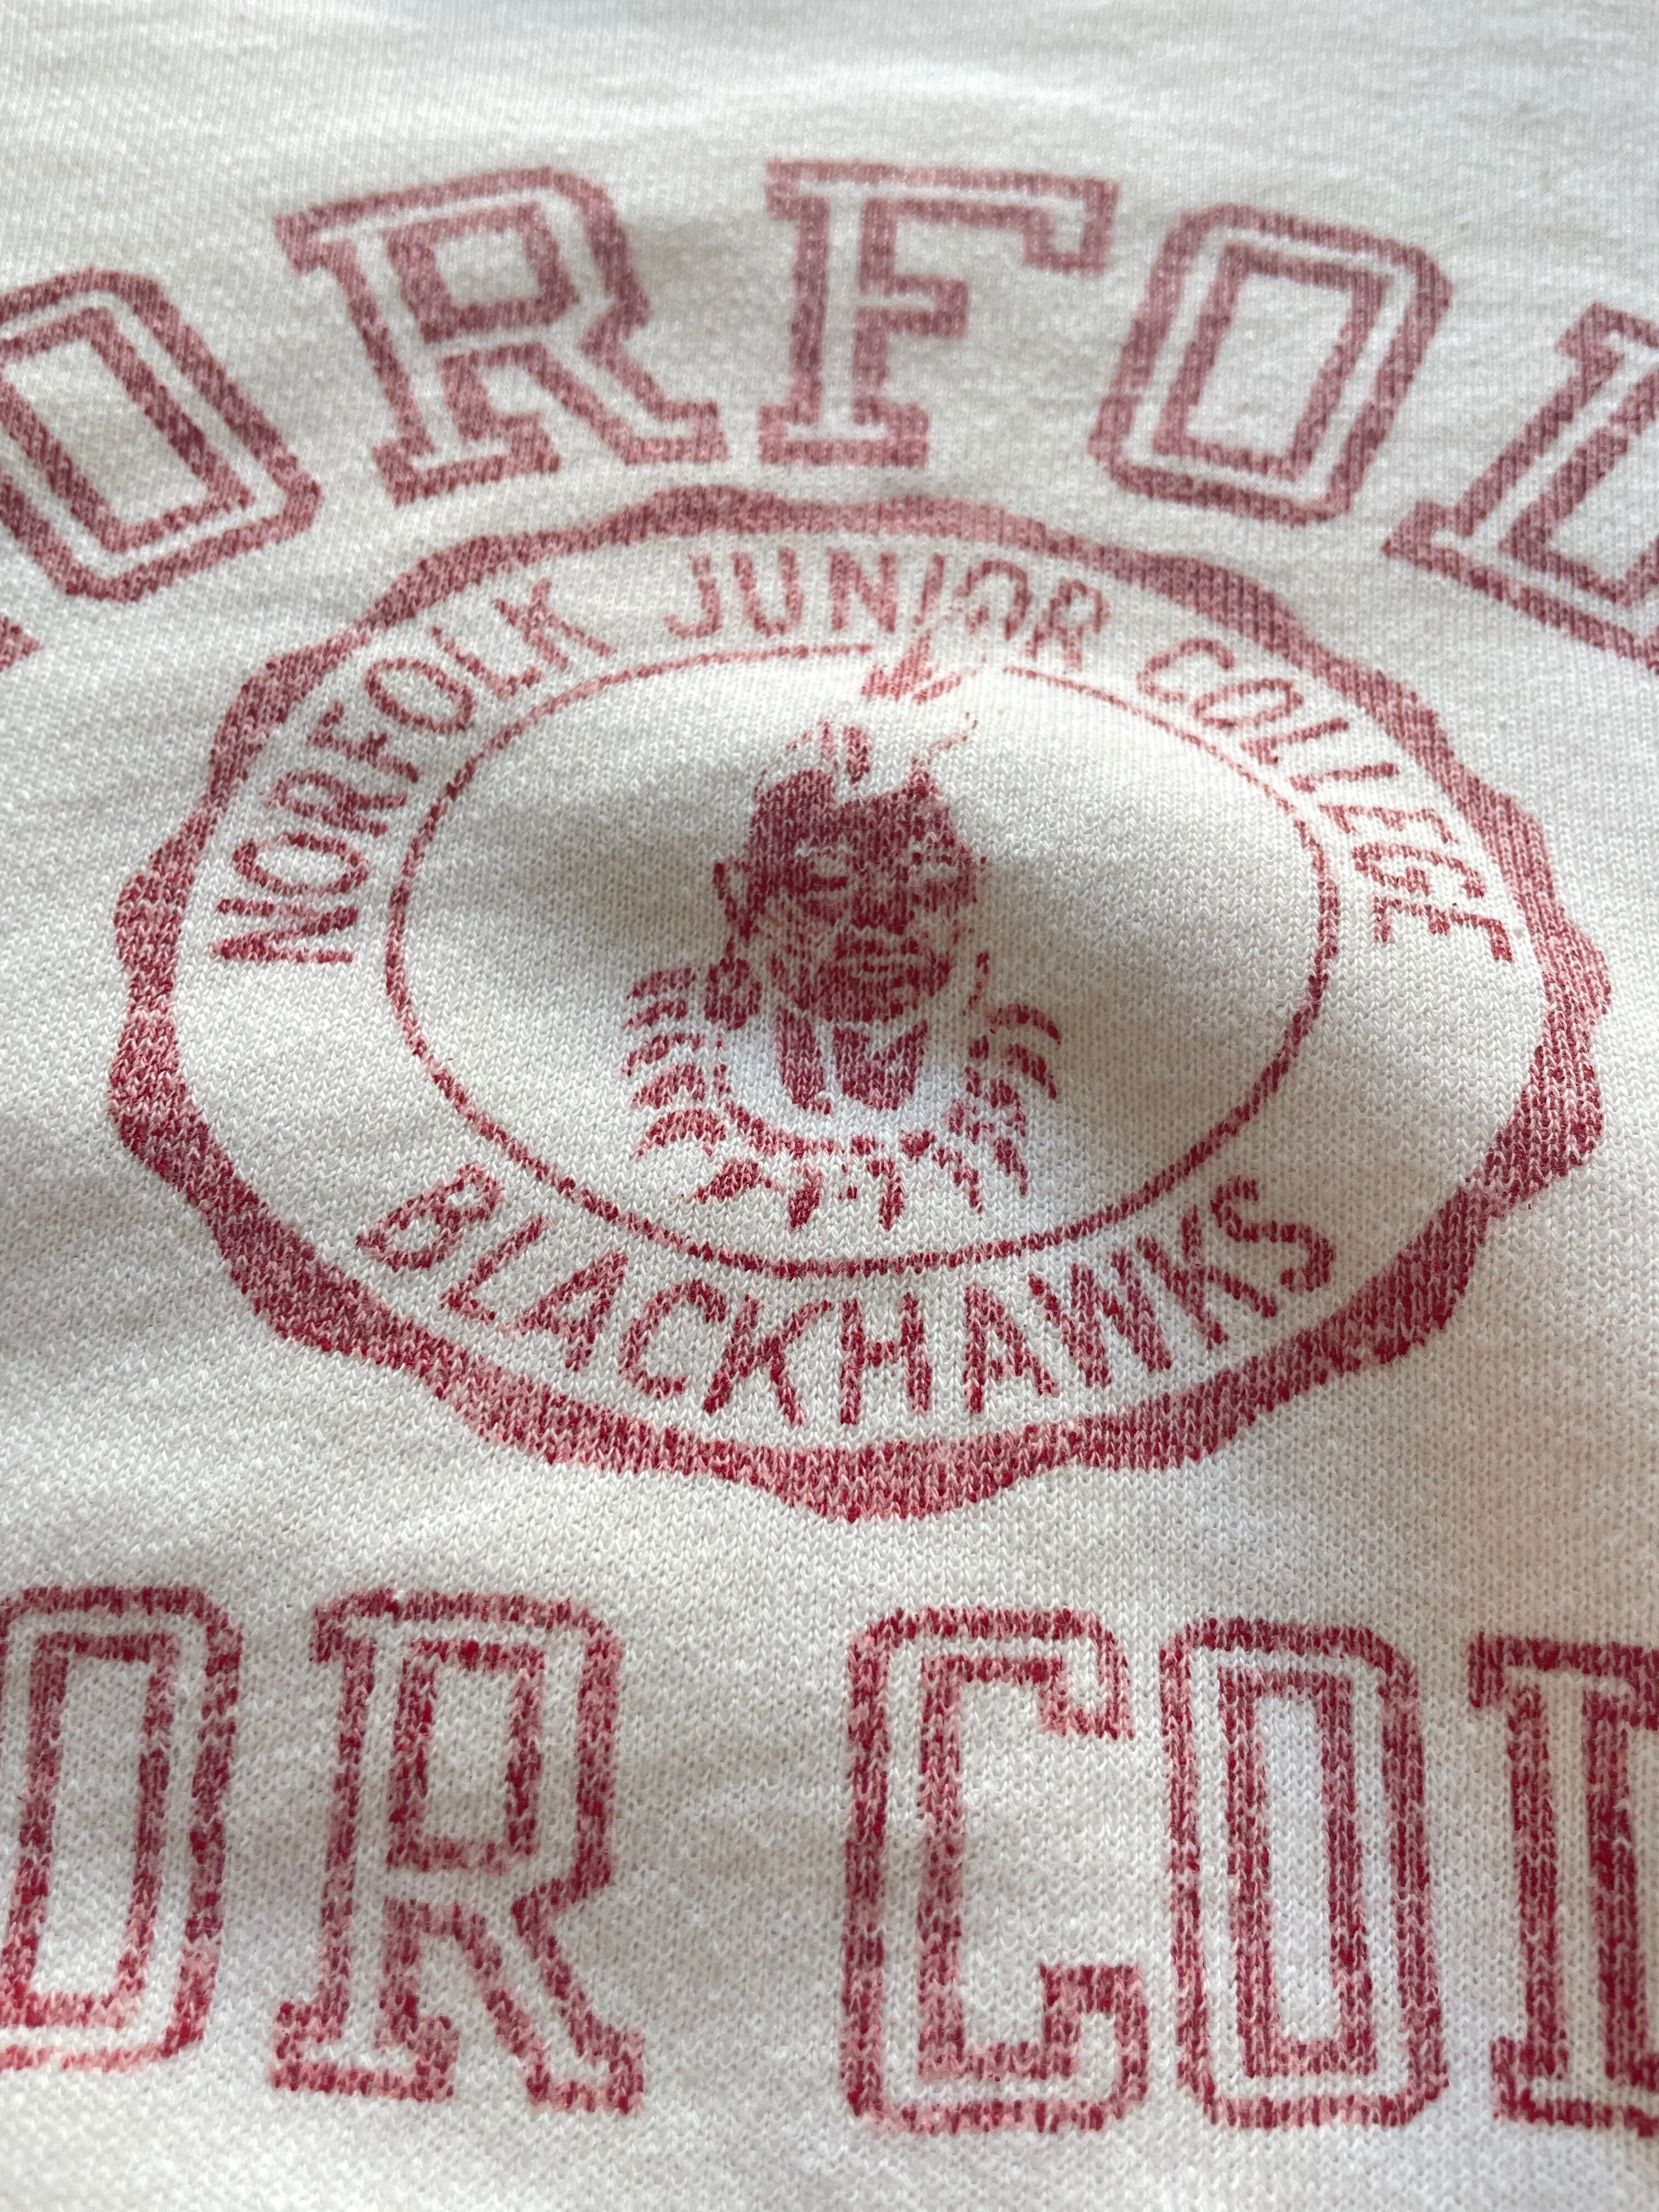 ORFOL
NORFOLK JUNIOR COLLEGE
BLACKHAWKS
OR COL